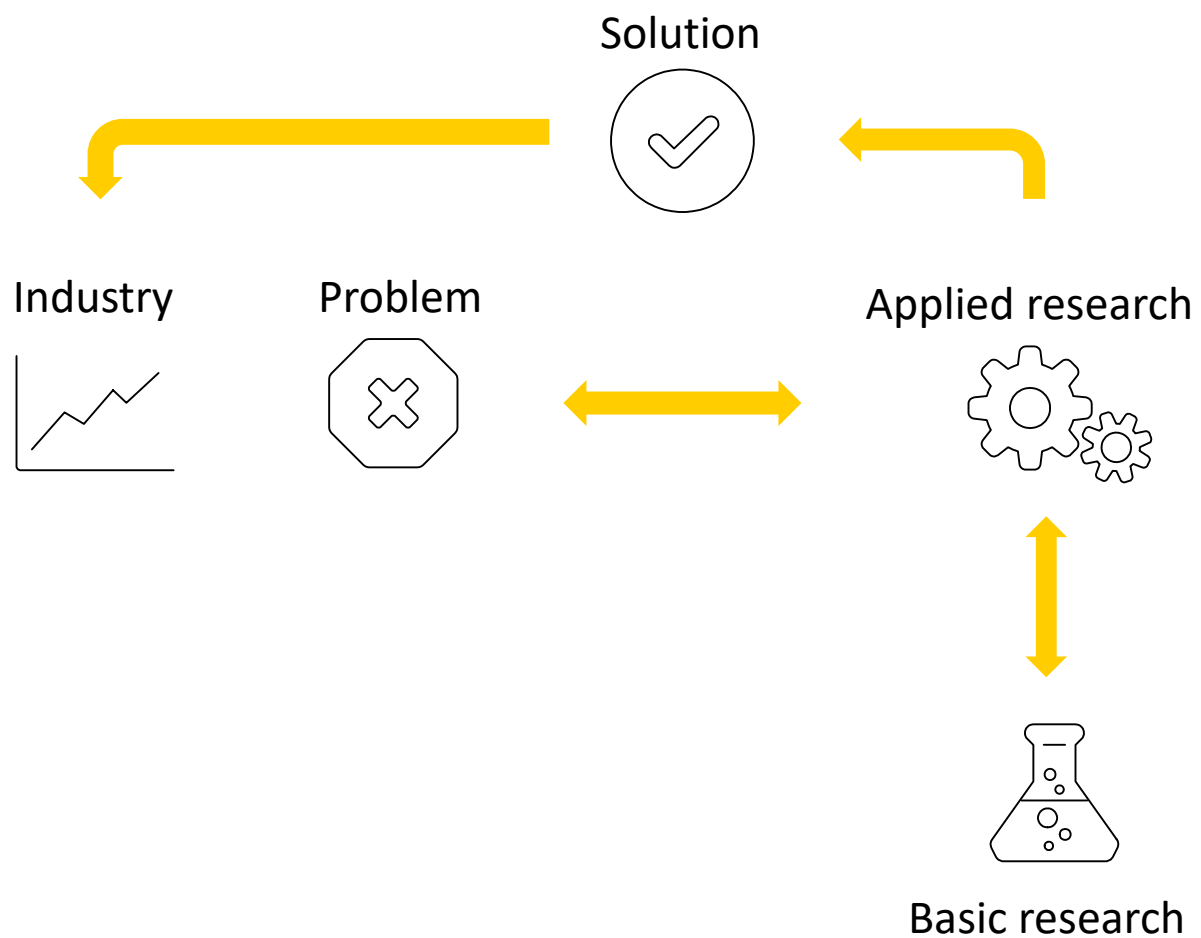 Solution
Industry
Problem
Applied research
Basic research